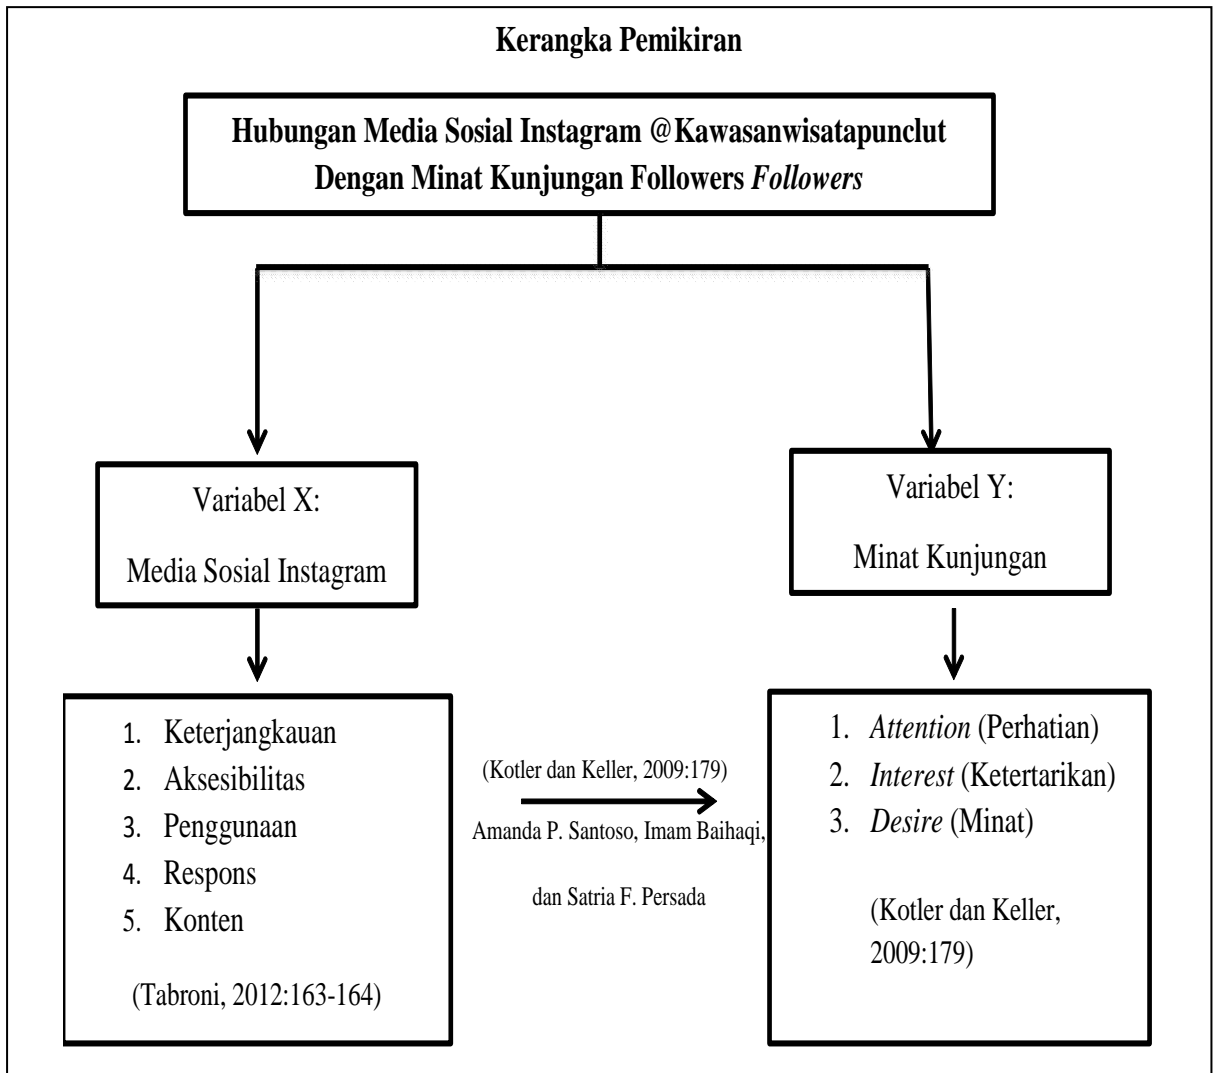 Kerangka Pemikiran
Hubungan Media Sosial Instagram @Kawasanwisatapunclut
Dengan Minat Kunjungan Followers Followers
Variabel X:
Media Sosial Instagram
Variabel Y:
Minat Kunjungan
1. Keterjangkauan
2. Aksesibilitas
3. Penggunaan
4. Respons
5. Konten
(Tabroni, 2012:163-164)
(Kotler dan Keller, 2009:179)
Amanda P. Santoso, Imam Baihaqi,
dan Satria F. Persada
1. Attention (Perhatian)
2. Interest (Ketertarikan)
3. Desire (Minat)
(Kotler dan Keller,
2009:179)